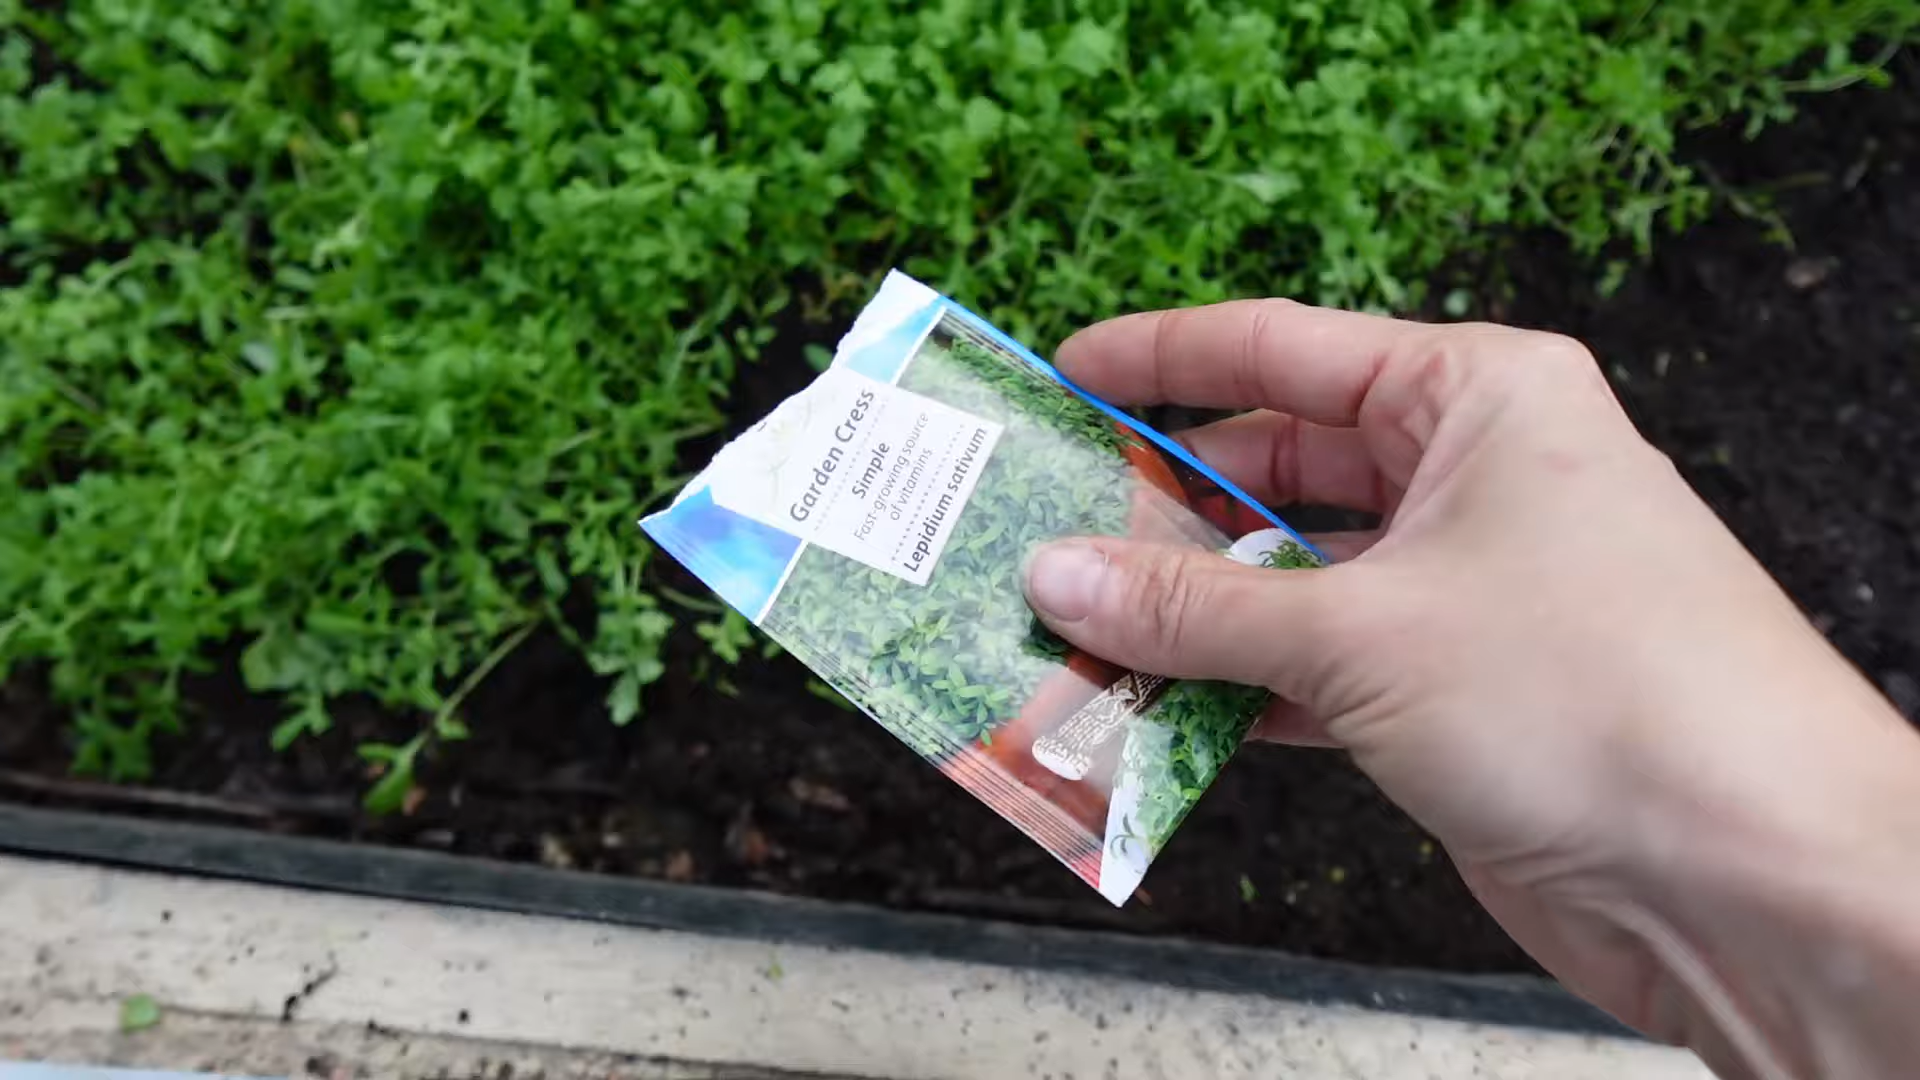 Garden Cress
Simple
Fast-growing source
of vitamins
Lepidium sativum